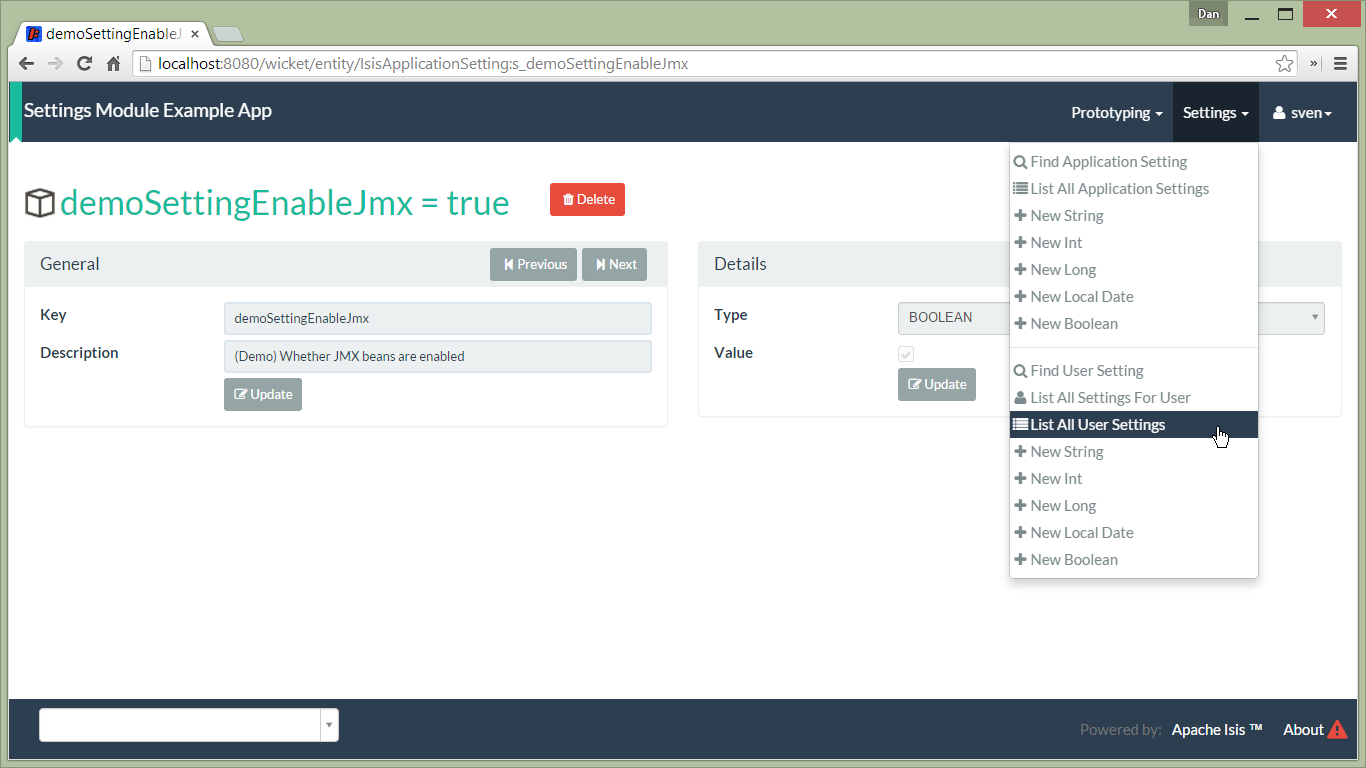 Dan
demoSettingEnableJ
localhost:8080/wicket/entity/IsisApplicationSetting:s_demoSettingEnableJmx
»
Settings Module Example App
Prototyping
Settings
sven
demoSettingEnableJmx = true
Delete
General
Previous
Next
Key
demoSettingEnableJmx
Description
(Demo) Whether JMX beans are enabled
Update
Details
Type
BOOLEAN
Value
Update
Find Application Setting
List All Application Settings
New String
New Int
New Long
New Local Date
New Boolean
Find User Setting
List All Settings For User
List All User Settings
New String
New Int
New Long
New Local Date
New Boolean
Powered by: Apache Isis ™
About